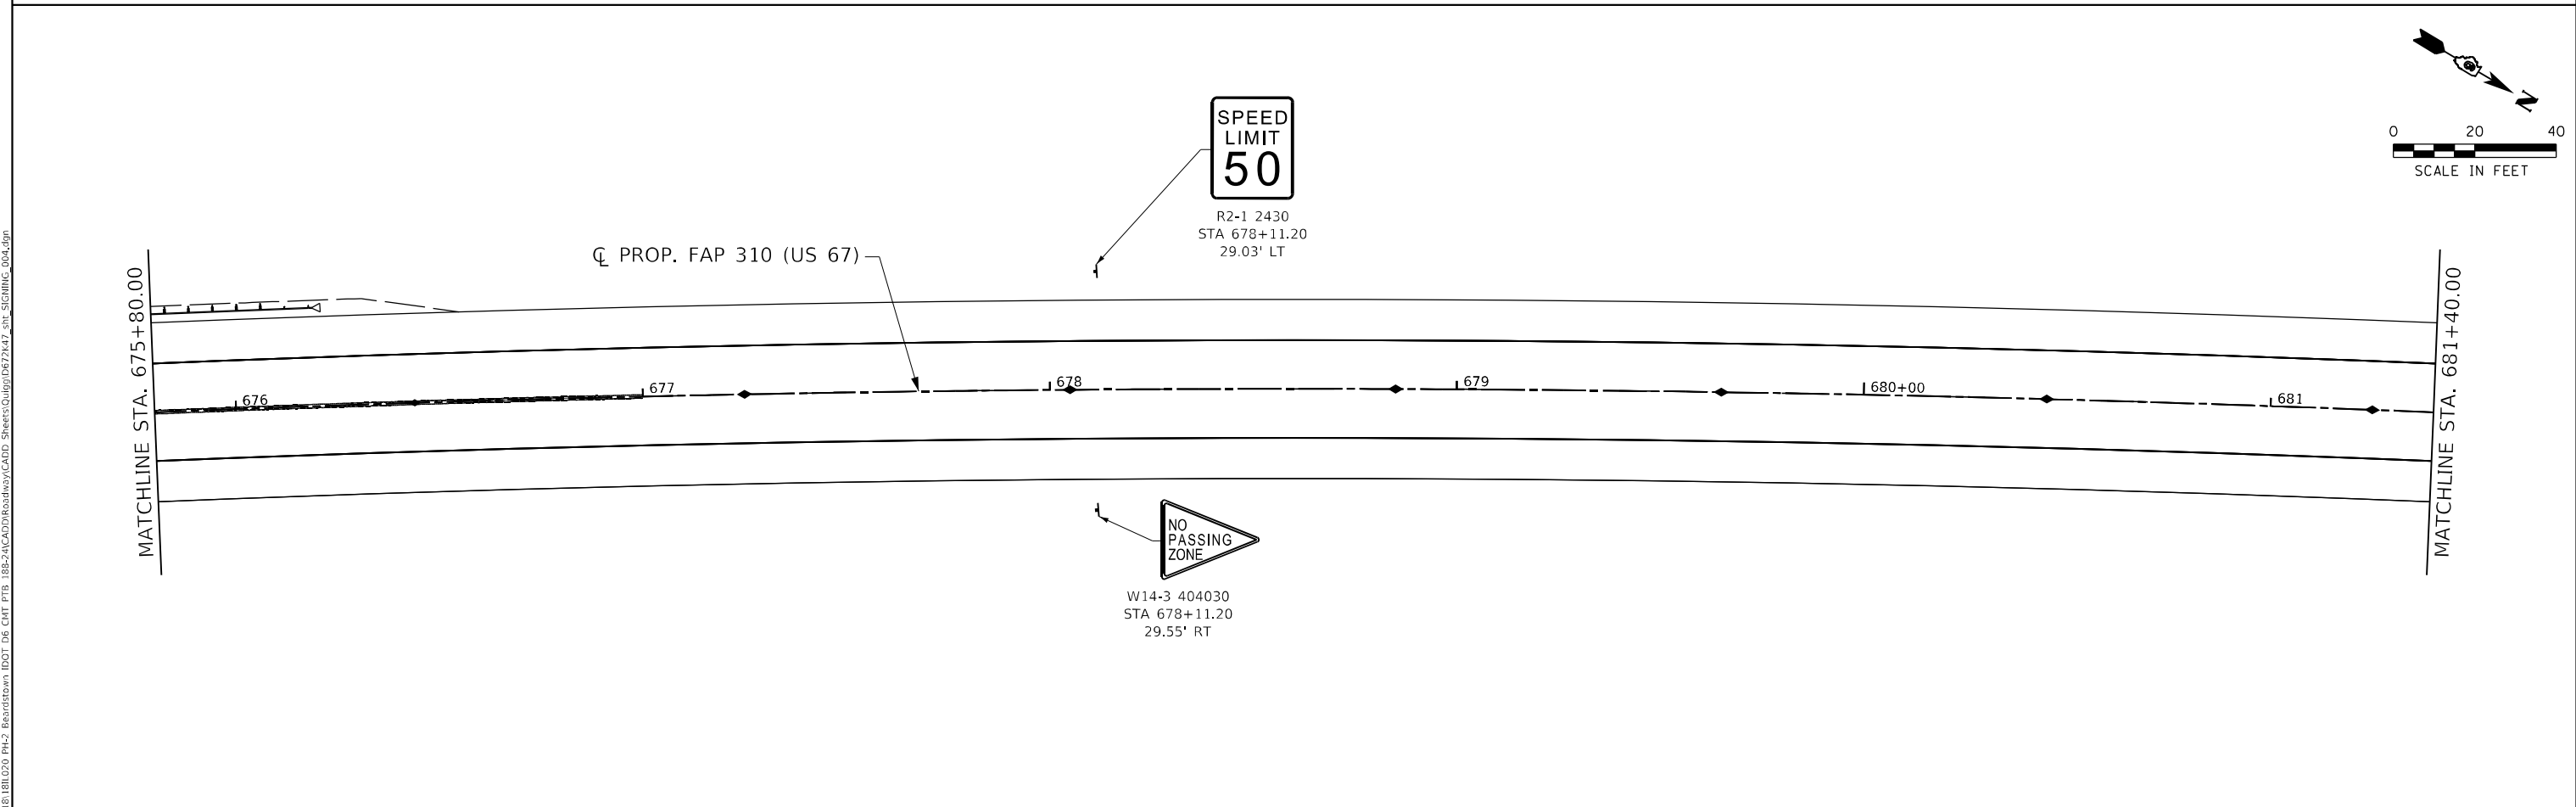 N
0 20 40
SCALE IN FEET
SPEED
LIMIT
50
R2-1 2430
STA 678+11.20
29.03' LT
℄ PROP. FAP 310 (US 67)
MATCHLINE STA. 675+80.00
676
677
678
679
680+00
681
MATCHLINE STA. 681+40.00
NO
PASSING
ZONE
W14-3 404030
STA 678+11.20
29.55' RT